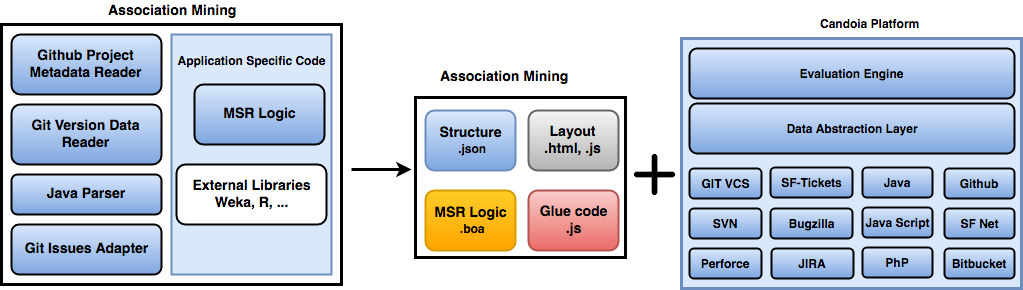 Association Mining
Github Project
Metadata Reader
Git Version Data
Reader
Java Parser
Git Issues Adapter
Application Specific Code
MSR Logic
External Libraries
Weka, R, ...
Association Mining
Structure
.json
Layout
.html, .js
MSR Logic
.boa
Glue code
.js
Candoia Platform
Evaluation Engine
Data Abstraction Layer
GIT VCS
SF-Tickets
Java
Github
SVN
Bugzilla
Java Script
SF Net
Perforce
JIRA
PhP
Bitbucket